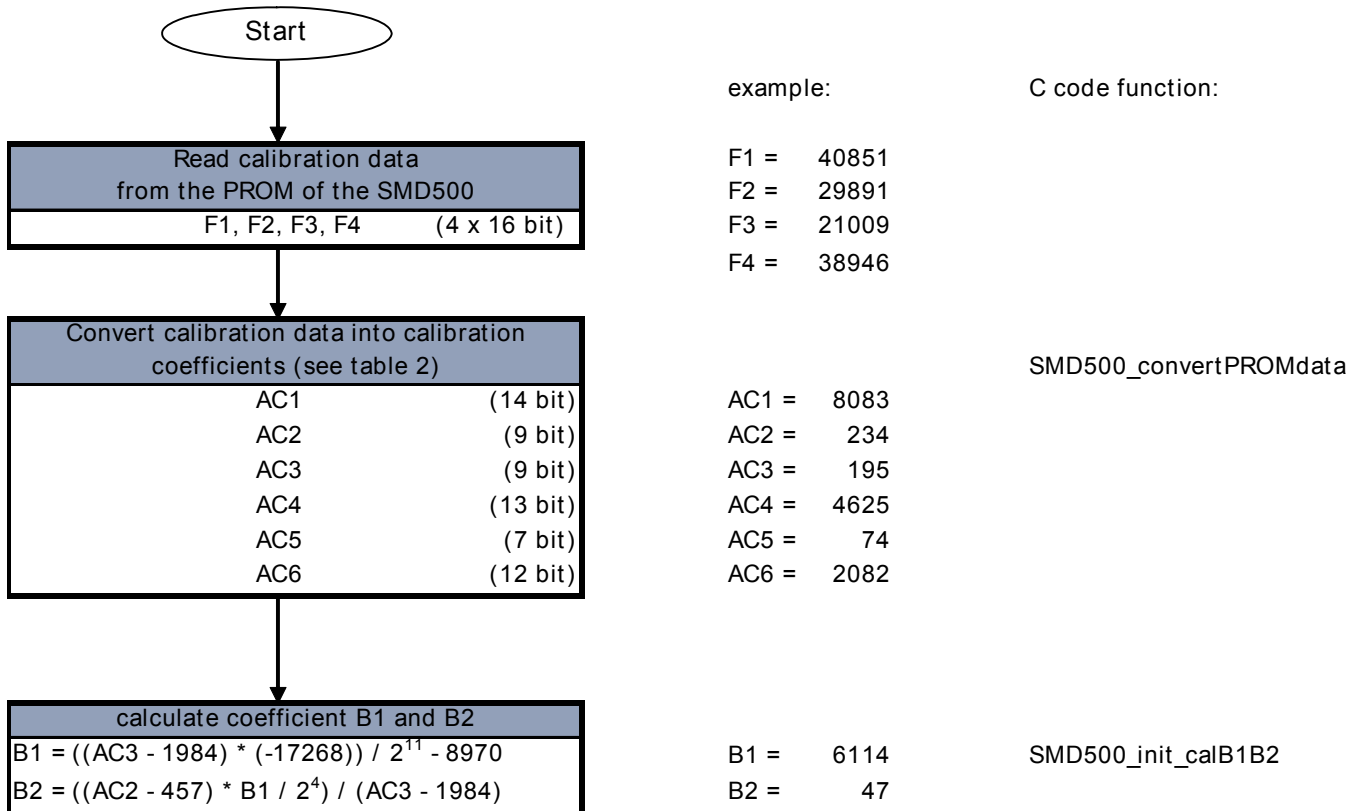 Start
example: C code function:
Read calibration data
from the PROM of the SMD500
F1, F2, F3, F4 (4 x 16 bit)
F1 = 40851
F2 = 29891
F3 = 21009
F4 = 38946
Convert calibration data into calibration
coefficients (see table 2)
SMD500_convertPROMdata
AC1 (14 bit) AC1 = 8083
AC2 (9 bit) AC2 = 234
AC3 (9 bit) AC3 = 195
AC4 (13 bit) AC4 = 4625
AC5 (7 bit) AC5 = 74
AC6 (12 bit) AC6 = 2082
calculate coefficient B1 and B2
B1 = ((AC3 - 1984) * (-17268)) / 2¹¹ - 8970 B1 = 6114 SMD500_init_calB1B2
B2 = ((AC2 - 457) * B1 / 2⁴) / (AC3 - 1984) B2 = 47